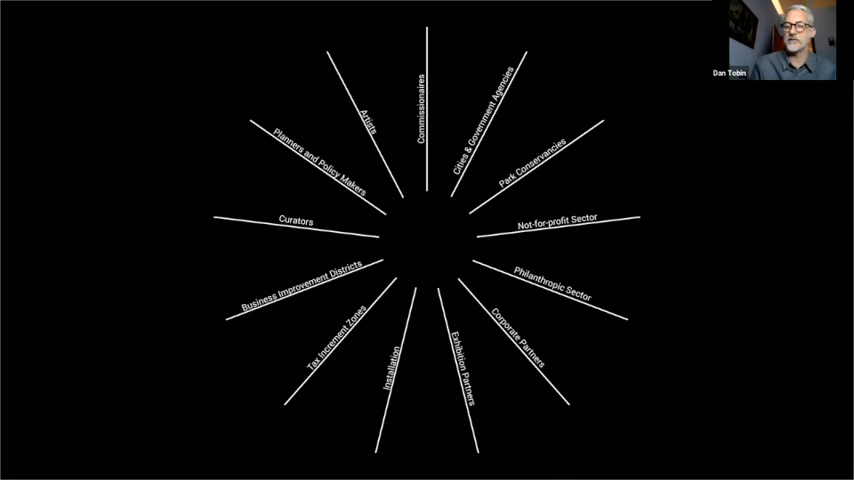 Commissionaires
Cities & Government Agencies
Park Conservancies
Not-for-profit Sector
Philanthropic Sector
Corporate Partners
Exhibition Partners
Installation
Tax Increment Zones
Business Improvement Districts
Curators
Planners and Policy Makers
Artists
Dan Tobin